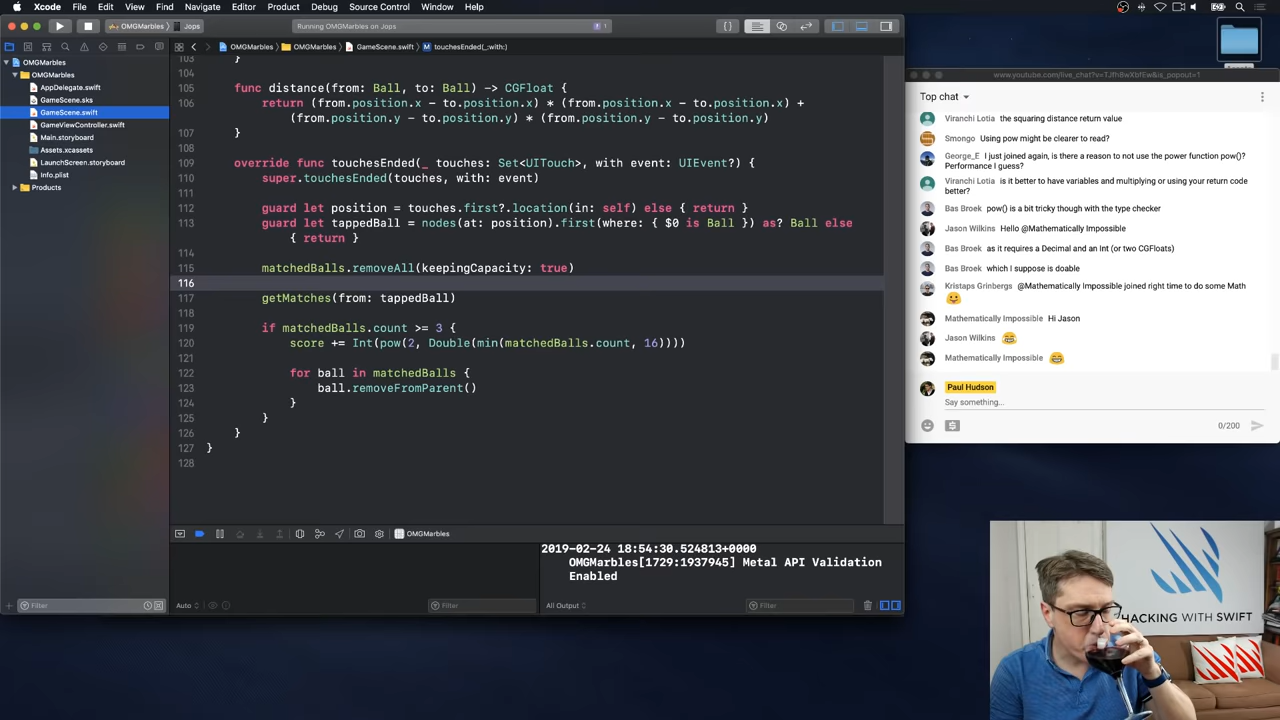 Xcode File Edit View Find Navigate Editor Product Debug Source Control Window Help
OMGMarbles Jops Running OMGMarbles on Jops 1
OMGMarbles OMGMarbles GameScene.swift M touchesEnded(_:with:)
OMGMarbles
OMGMarbles
AppDelegate.swift
GameScene.sks
GameScene.swift
GameViewController.swift
Main.storyboard
Assets.xcassets
LaunchScreen.storyboard
Info.plist
Products
103 }
104
105 func distance(from: Ball, to: Ball) -> CGFloat {
106 return (from.position.x - to.position.x) * (from.position.x - to.position.x) +
(from.position.y - to.position.y) * (from.position.y - to.position.y)
107 }
108
109 override func touchesEnded(_ touches: Set<UITouch>, with event: UIEvent?) {
110 super.touchesEnded(touches, with: event)
111
112 guard let position = touches.first?.location(in: self) else { return }
113 guard let tappedBall = nodes(at: position).first(where: { $0 is Ball }) as? Ball else
{ return }
114
115 matchedBalls.removeAll(keepingCapacity: true)
116
117 getMatches(from: tappedBall)
118
119 if matchedBalls.count >= 3 {
120 score += Int(pow(2, Double(min(matchedBalls.count, 16))))
121
122 for ball in matchedBalls {
123 ball.removeFromParent()
124 }
125 }
126 }
127 }
128
OMGMarbles
2019-02-24 18:54:30.524813+0000
OMGMarbles[1729:1937945] Metal API Validation
Enabled
Filter Auto Filter All Output Filter
www.youtube.com/live_chat?v=TJfhBwXbfEw&is_popout=1
Top chat
Viranchi Lotia the squaring distance return value
Smongo Using pow might be clearer to read?
George_E I just joined again, is there a reason to not use the power function pow()?
Performance I guess?
Viranchi Lotia is it better to have variables and multiplying or using your return code
better?
Bas Broek pow() is a bit tricky though with the type checker
Jason Wilkins Hello @Mathematically Impossible
Bas Broek as it requires a Decimal and an Int (or two CGFloats)
Bas Broek which I suppose is doable
Kristaps Grinbergs @Mathematically Impossible joined right time to do some Math
Mathematically Impossible Hi Jason
Jason Wilkins
Mathematically Impossible
Paul Hudson
Say something...
0/200
HACKING WITH SWIFT